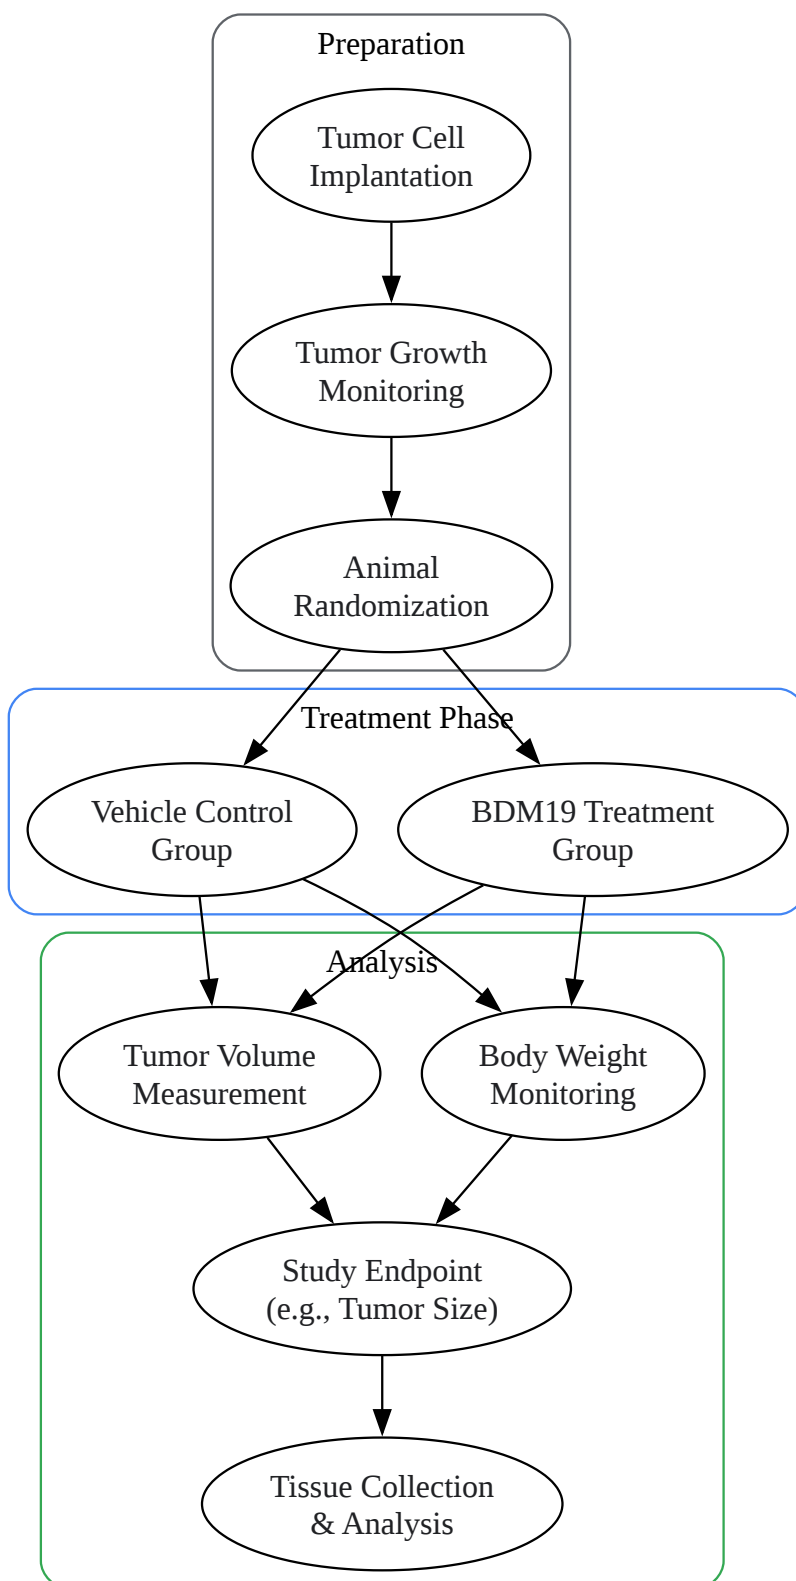 Preparation
Tumor Cell
Implantation
Tumor Growth
Monitoring
Animal
Randomization
Treatment Phase
Vehicle Control
Group
BDM19 Treatment
Group
Analysis
Tumor Volume
Measurement
Body Weight
Monitoring
Study Endpoint
(e.g., Tumor Size)
Tissue Collection
& Analysis